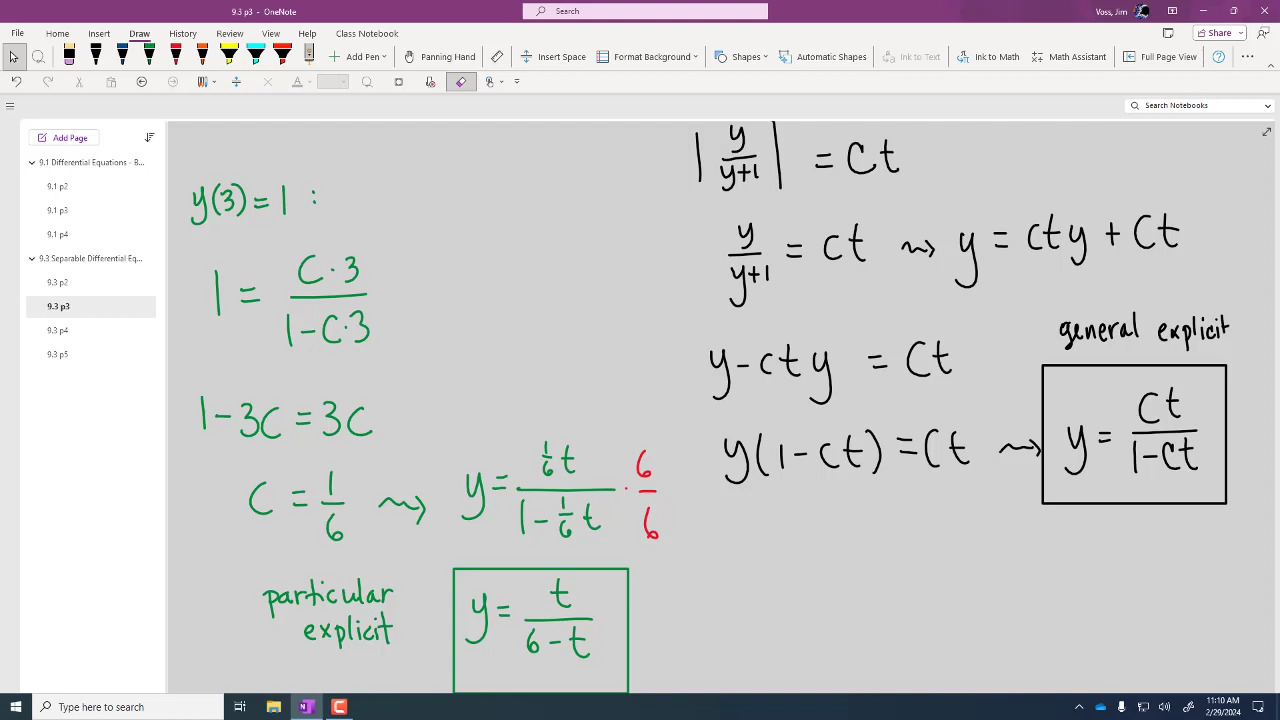 9.3 p3 - OneNote
Search
Voss, Jim
File Home Insert Draw History Review View Help Class Notebook
Share
Add Pen
Panning Hand
Insert Space
Format Background
Shapes
Automatic Shapes
Ink to Text
Ink to Math
Math Assistant
Full Page View
Search Notebooks
Add Page
9.1 Differential Equations - B...
9.1 p2
9.1 p3
9.1 p4
9.3 Separable Differential Eq...
9.3 p2
9.3 p3
9.3 p4
9.3 p5
y(3) = 1 :
1 = C·3 / 1-C·3
1 - 3C = 3C
C = 1/6 ⇝ y = 1/6 t / 1 - 1/6 t · 6/6
particular explicit
y = t / 6 - t
| y / y+1 | = Ct
y / y+1 = Ct ⇝ y = Cty + Ct
y - Cty = Ct
general explicit
y(1 - Ct) = Ct ⇝ y = Ct / 1-Ct
Type here to search
11:10 AM
2/29/2024